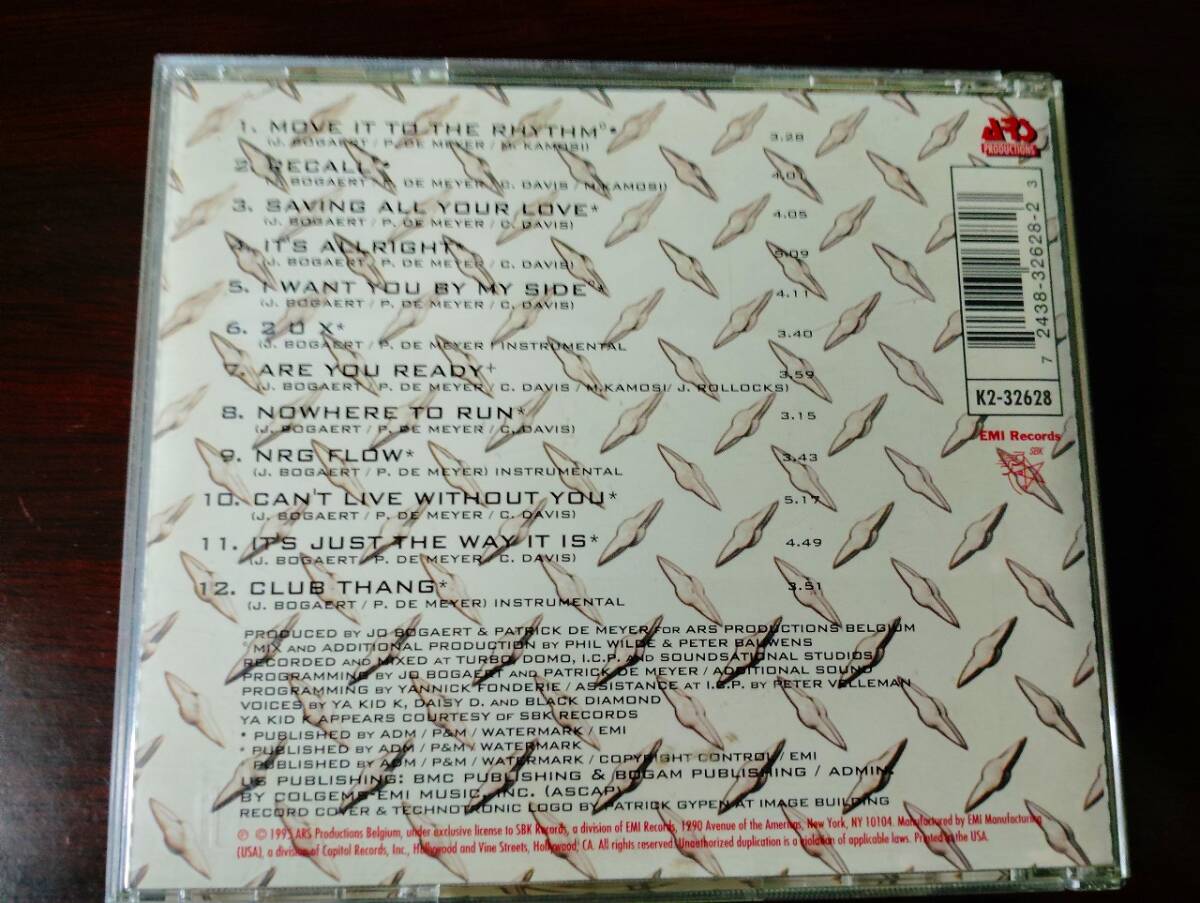 1. MOVE IT TO THE RHYTHM°* 3.28
(J. BOGAERT / P. DE MEYER / M. KAMOSI)
2. RECALL* 4.01
(J. BOGAERT / P. DE MEYER / C. DAVIS / M.KAMOSI)
3. SAVING ALL YOUR LOVE* 4.05
(J. BOGAERT / P. DE MEYER / C. DAVIS)
4. IT'S ALLRIGHT* 5.09
(J. BOGAERT / P. DE MEYER / C. DAVIS)
5. I WANT YOU BY MY SIDE°* 4.11
(J. BOGAERT / P. DE MEYER / C. DAVIS)
6. 2 U X* 3.40
(J. BOGAERT / P. DE MEYER) INSTRUMENTAL
7. ARE YOU READY+ 3.59
(J. BOGAERT / P. DE MEYER / C. DAVIS / M.KAMOSI/ J. ROLLOCKS)
8. NOWHERE TO RUN* 3.15
(J. BOGAERT / P. DE MEYER / C. DAVIS)
9. NRG FLOW* 3.43
(J. BOGAERT / P. DE MEYER) INSTRUMENTAL
10. CAN'T LIVE WITHOUT YOU* 5.17
(J. BOGAERT / P. DE MEYER / C. DAVIS)
11. IT'S JUST THE WAY IT IS* 4.49
(J. BOGAERT / P. DE MEYER / C. DAVIS)
12. CLUB THANG* 3.51
(J. BOGAERT / P. DE MEYER) INSTRUMENTAL
PRODUCED BY JO BOGAERT & PATRICK DE MEYER FOR ARS PRODUCTIONS BELGIUM
°MIX AND ADDITIONAL PRODUCTION BY PHIL WILDE & PETER BAUWENS
RECORDED AND MIXED AT TURBO, DOMO, I.C.P. AND SOUNDSATIONAL STUDIOS
PROGRAMMING BY JO BOGAERT AND PATRICK DE MEYER / ADDITIONAL SOUND
PROGRAMMING BY YANNICK FONDERIE / ASSISTANCE AT I.C.P. BY PETER VELLEMAN
VOICES BY YA KID K, DAISY D. AND BLACK DIAMOND
YA KID K APPEARS COURTESY OF SBK RECORDS
* PUBLISHED BY ADM / P&M / WATERMARK / EMI
* PUBLISHED BY ADM / P&M / WATERMARK
PUBLISHED BY ADM / P&M / WATERMARK / COPYRIGHT CONTROL / EMI
US PUBLISHING: BMC PUBLISHING & BOGAM PUBLISHING / ADMIN.
BY COLGEMS-EMI MUSIC, INC. (ASCAP)
RECORD COVER & TECHNOTRONIC LOGO BY PATRICK GYPEN AT IMAGE BUILDING
℗ © 1995 ARS Productions Belgium, under exclusive license to SBK Records, a division of EMI Records, 1290 Avenue of the Americas, New York, NY 10104. Manufactured by EMI Manufacturing
(USA), a division of Capitol Records, Inc., Hollywood and Vine Streets, Hollywood, CA. All rights reserved. Unauthorized duplication is a violation of applicable laws. Printed in the USA.
PRODUCTIONS
7 2438-32628-2 3
K2-32628
EMI Records
SBK